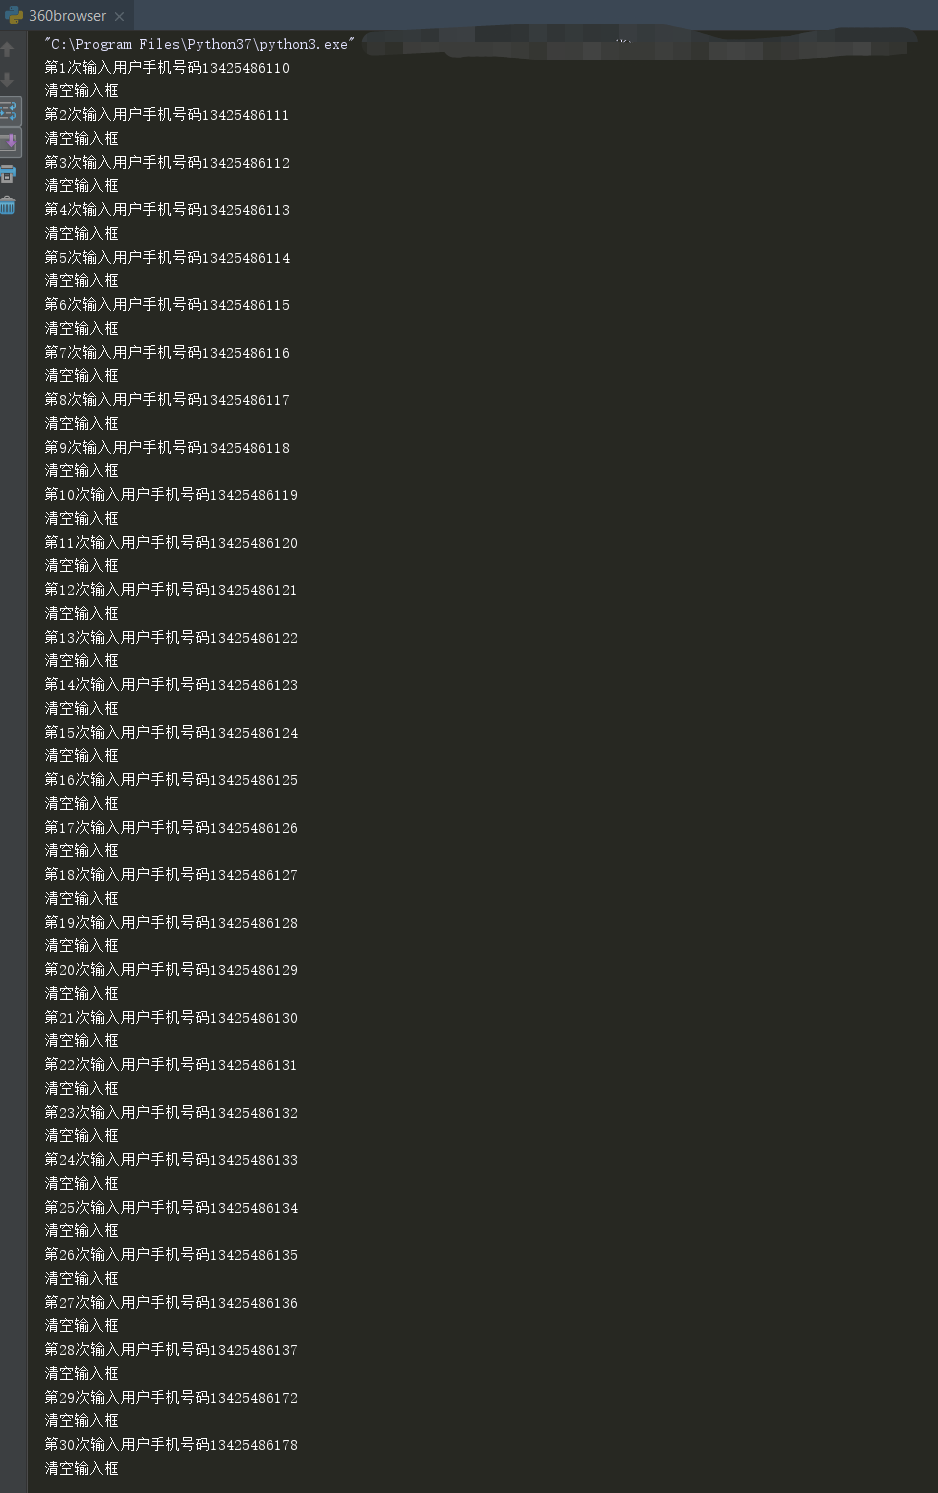 360browser
"C:\Program Files\Python37\python3.exe"
第1次输入用户手机号码13425486110
清空输入框
第2次输入用户手机号码13425486111
清空输入框
第3次输入用户手机号码13425486112
清空输入框
第4次输入用户手机号码13425486113
清空输入框
第5次输入用户手机号码13425486114
清空输入框
第6次输入用户手机号码13425486115
清空输入框
第7次输入用户手机号码13425486116
清空输入框
第8次输入用户手机号码13425486117
清空输入框
第9次输入用户手机号码13425486118
清空输入框
第10次输入用户手机号码13425486119
清空输入框
第11次输入用户手机号码13425486120
清空输入框
第12次输入用户手机号码13425486121
清空输入框
第13次输入用户手机号码13425486122
清空输入框
第14次输入用户手机号码13425486123
清空输入框
第15次输入用户手机号码13425486124
清空输入框
第16次输入用户手机号码13425486125
清空输入框
第17次输入用户手机号码13425486126
清空输入框
第18次输入用户手机号码13425486127
清空输入框
第19次输入用户手机号码13425486128
清空输入框
第20次输入用户手机号码13425486129
清空输入框
第21次输入用户手机号码13425486130
清空输入框
第22次输入用户手机号码13425486131
清空输入框
第23次输入用户手机号码13425486132
清空输入框
第24次输入用户手机号码13425486133
清空输入框
第25次输入用户手机号码13425486134
清空输入框
第26次输入用户手机号码13425486135
清空输入框
第27次输入用户手机号码13425486136
清空输入框
第28次输入用户手机号码13425486137
清空输入框
第29次输入用户手机号码13425486172
清空输入框
第30次输入用户手机号码13425486178
清空输入框